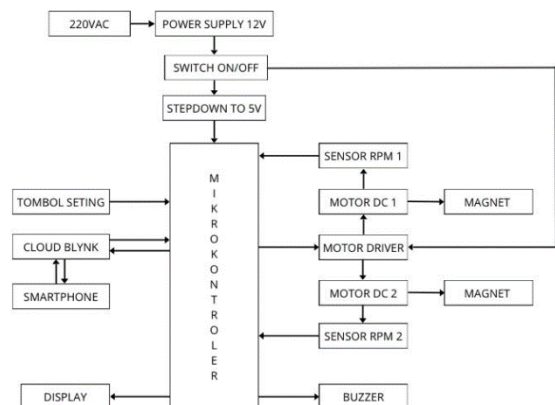 220VAC
POWER SUPPLY 12V
SWITCH ON/OFF
STEPDOWN TO 5V
MIKROKONTROLER
SENSOR RPM 1
TOMBOL SETING
MOTOR DC 1
MAGNET
CLOUD BLYNK
MOTOR DRIVER
SMARTPHONE
MOTOR DC 2
MAGNET
SENSOR RPM 2
DISPLAY
BUZZER